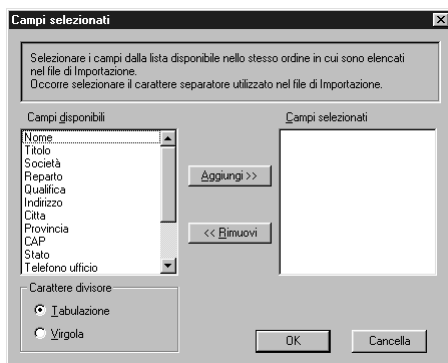 Campi selezionati
Selezionare i campi dalla lista disponibile nello stesso ordine in cui sono elencati
nel file di Importazione.
Occorre selezionare il carattere separatore utilizzato nel file di Importazione.
Campi disponibili
Campi selezionati
Nome
Titolo
Società
Reparto
Qualifica
Indirizzo
Citta
Provincia
CAP
Stato
Telefono ufficio
Aggiungi >>
<< Rimuovi
Carattere divisore
Tabulazione
Virgola
OK
Cancella